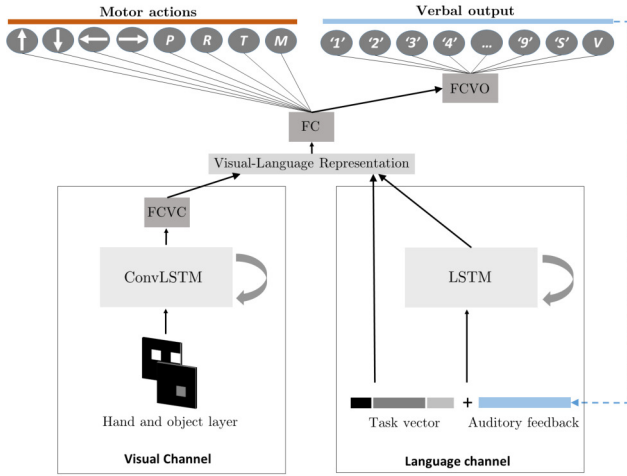 Motor actions
Verbal output
P R T M
'1' '2' '3' '4' ... '9' 'S' V
FCVO
FC
Visual-Language Representation
FCVC
ConvLSTM
LSTM
+
Hand and object layer
Task vector
Auditory feedback
Visual Channel
Language channel